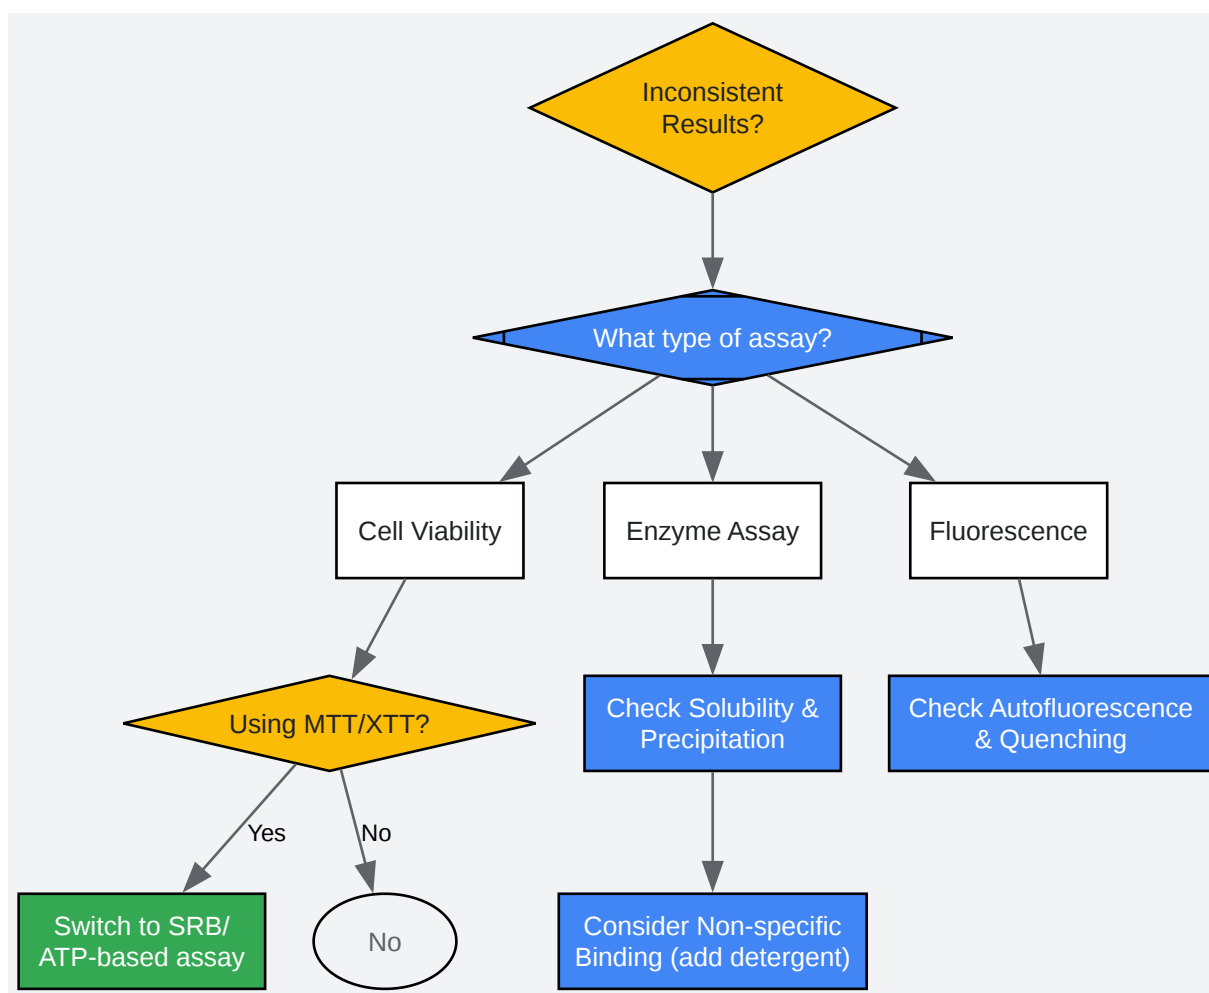 Inconsistent
Results?
What type of assay?
Cell Viability
Enzyme Assay
Fluorescence
Using MTT/XTT?
Check Solubility &
Precipitation
Check Autofluorescence
& Quenching
Yes
No
Switch to SRB/
ATP-based assay
No
Consider Non-specific
Binding (add detergent)